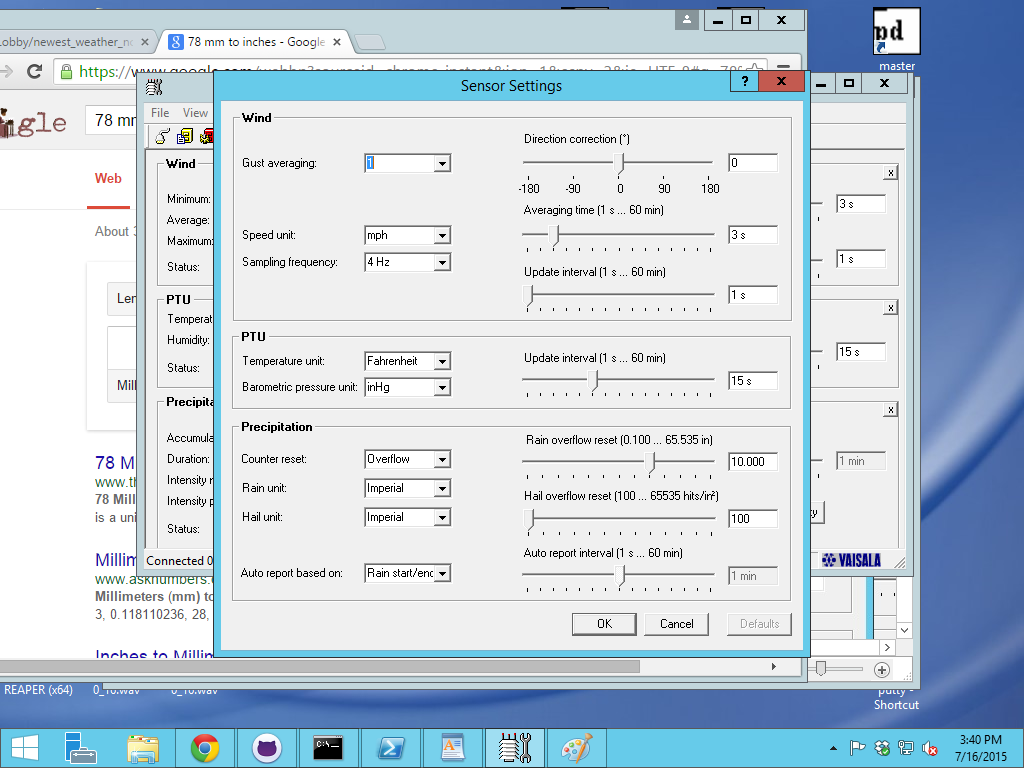 obby/newest_weather_no
78 mm to inches - Google
master
https://www.google.com/webhp?sourceid=chrome-instant&ion=1&espv=2&ie=UTF-8#q=78
Sensor Settings
?
gle
78 mm
File View
Wind
Gust averaging:
1
Direction correction (°)
0
-180 -90 0 90 180
Averaging time (1 s ... 60 min)
Speed unit:
mph
3 s
Sampling frequency:
4 Hz
Update interval (1 s ... 60 min)
1 s
PTU
Temperature unit:
Fahrenheit
Update interval (1 s ... 60 min)
Barometric pressure unit:
inHg
15 s
Precipitation
Rain overflow reset (0.100 ... 65.535 in)
Counter reset:
Overflow
10.000
Rain unit:
Imperial
Hail overflow reset (100 ... 65535 hits/in²)
Hail unit:
Imperial
100
Auto report interval (1 s ... 60 min)
Auto report based on:
Rain start/end
1 min
OK
Cancel
Defaults
Web
About 3
Wind
Minimum:
Average:
Maximum:
Status:
3 s
1 s
PTU
Temperat
Humidity:
Status:
15 s
Precipita
Accumula
Duration:
Intensity
Intensity p
Status:
1 min
Connected 0
VAISALA
Len
Mill
78 M
www.th
78 Mill
is a uni
Millim
www.asknumbers.
Millimeters (mm) to
3, 0.118110236, 28,
Inches to Millim
REAPER (x64)
0_10.wav
0_10.wav
putty -
Shortcut
3:40 PM
7/16/2015